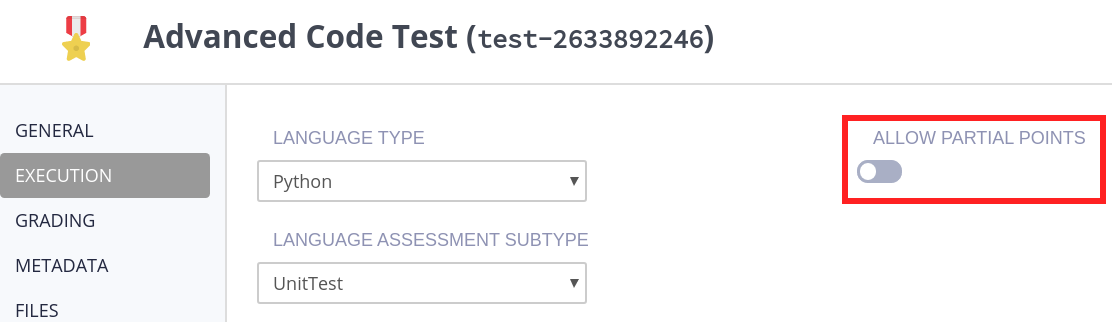 Advanced Code Test (test-2633892246)
GENERAL
EXECUTION
GRADING
METADATA
FILES
LANGUAGE TYPE
Python
LANGUAGE ASSESSMENT SUBTYPE
UnitTest
ALLOW PARTIAL POINTS